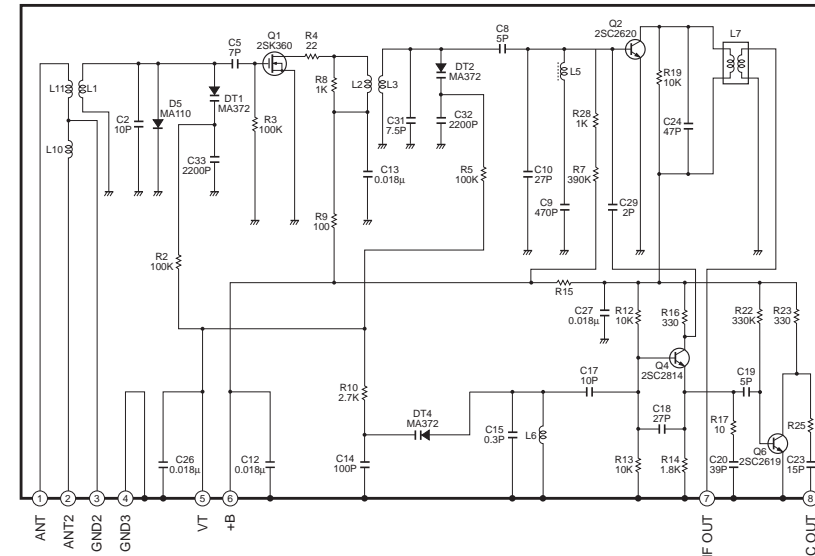 Q1
2SK360
R4
22
C5
7P
C8
5P
Q2
2SC2620
L7
L11
L1
C2
10P
D5
MA110
DT1
MA372
R3
100K
C33
2200P
L10
R8
1K
L2
L3
C31
7.5P
DT2
MA372
C32
2200P
C13
0.018μ
R5
100K
L5
R28
1K
R7
390K
C10
27P
C9
470P
C29
2P
R19
10K
C24
47P
R2
100K
R9
100
R15
C27
0.018μ
R12
10K
R16
330
R22
330K
R23
330
Q4
2SC2814
R10
2.7K
DT4
MA372
C17
10P
C19
5P
C15
0.3P
L6
C18
27P
R17
10
R25
C26
0.018μ
C12
0.018μ
C14
100P
R13
10K
R14
1.8K
C20
39P
Q6
2SC2619
C23
15P
1
2
3
4
5
6
7
8
ANT
ANT2
GND2
GND3
VT
+B
IF OUT
C OUT